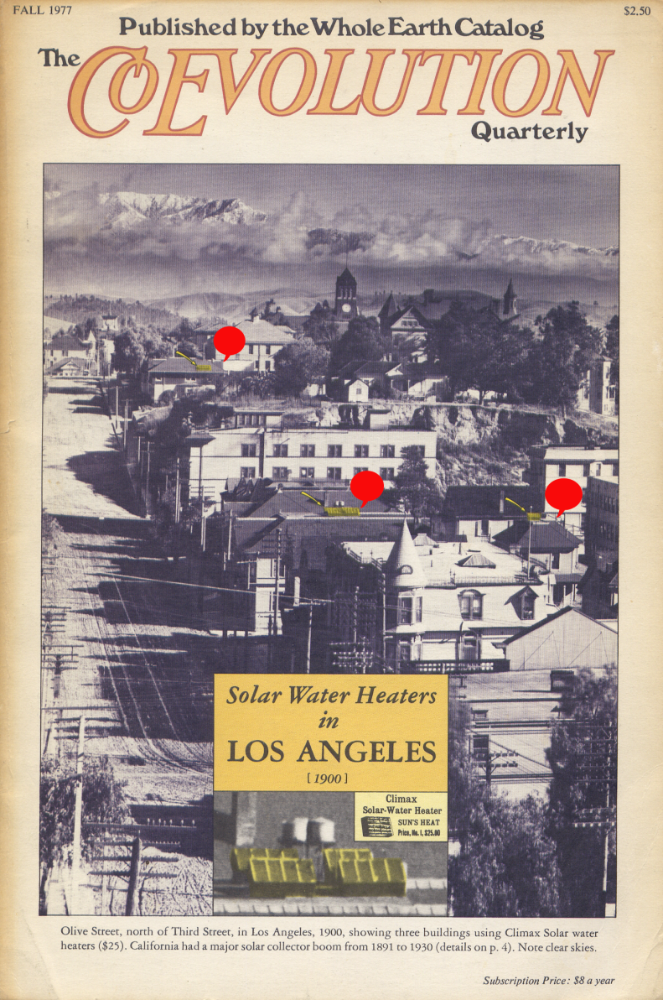 FALL 1977
$2.50
Published by the Whole Earth Catalog
The CoEVOLUTION
Quarterly
Solar Water Heaters
in
LOS ANGELES
[1900]
Climax
Solar-Water Heater
SUN'S HEAT
Price, No. 1, $25.00
Olive Street, north of Third Street, in Los Angeles, 1900, showing three buildings using Climax Solar water
heaters ($25). California had a major solar collector boom from 1891 to 1930 (details on p. 4). Note clear skies.
Subscription Price: $8 a year